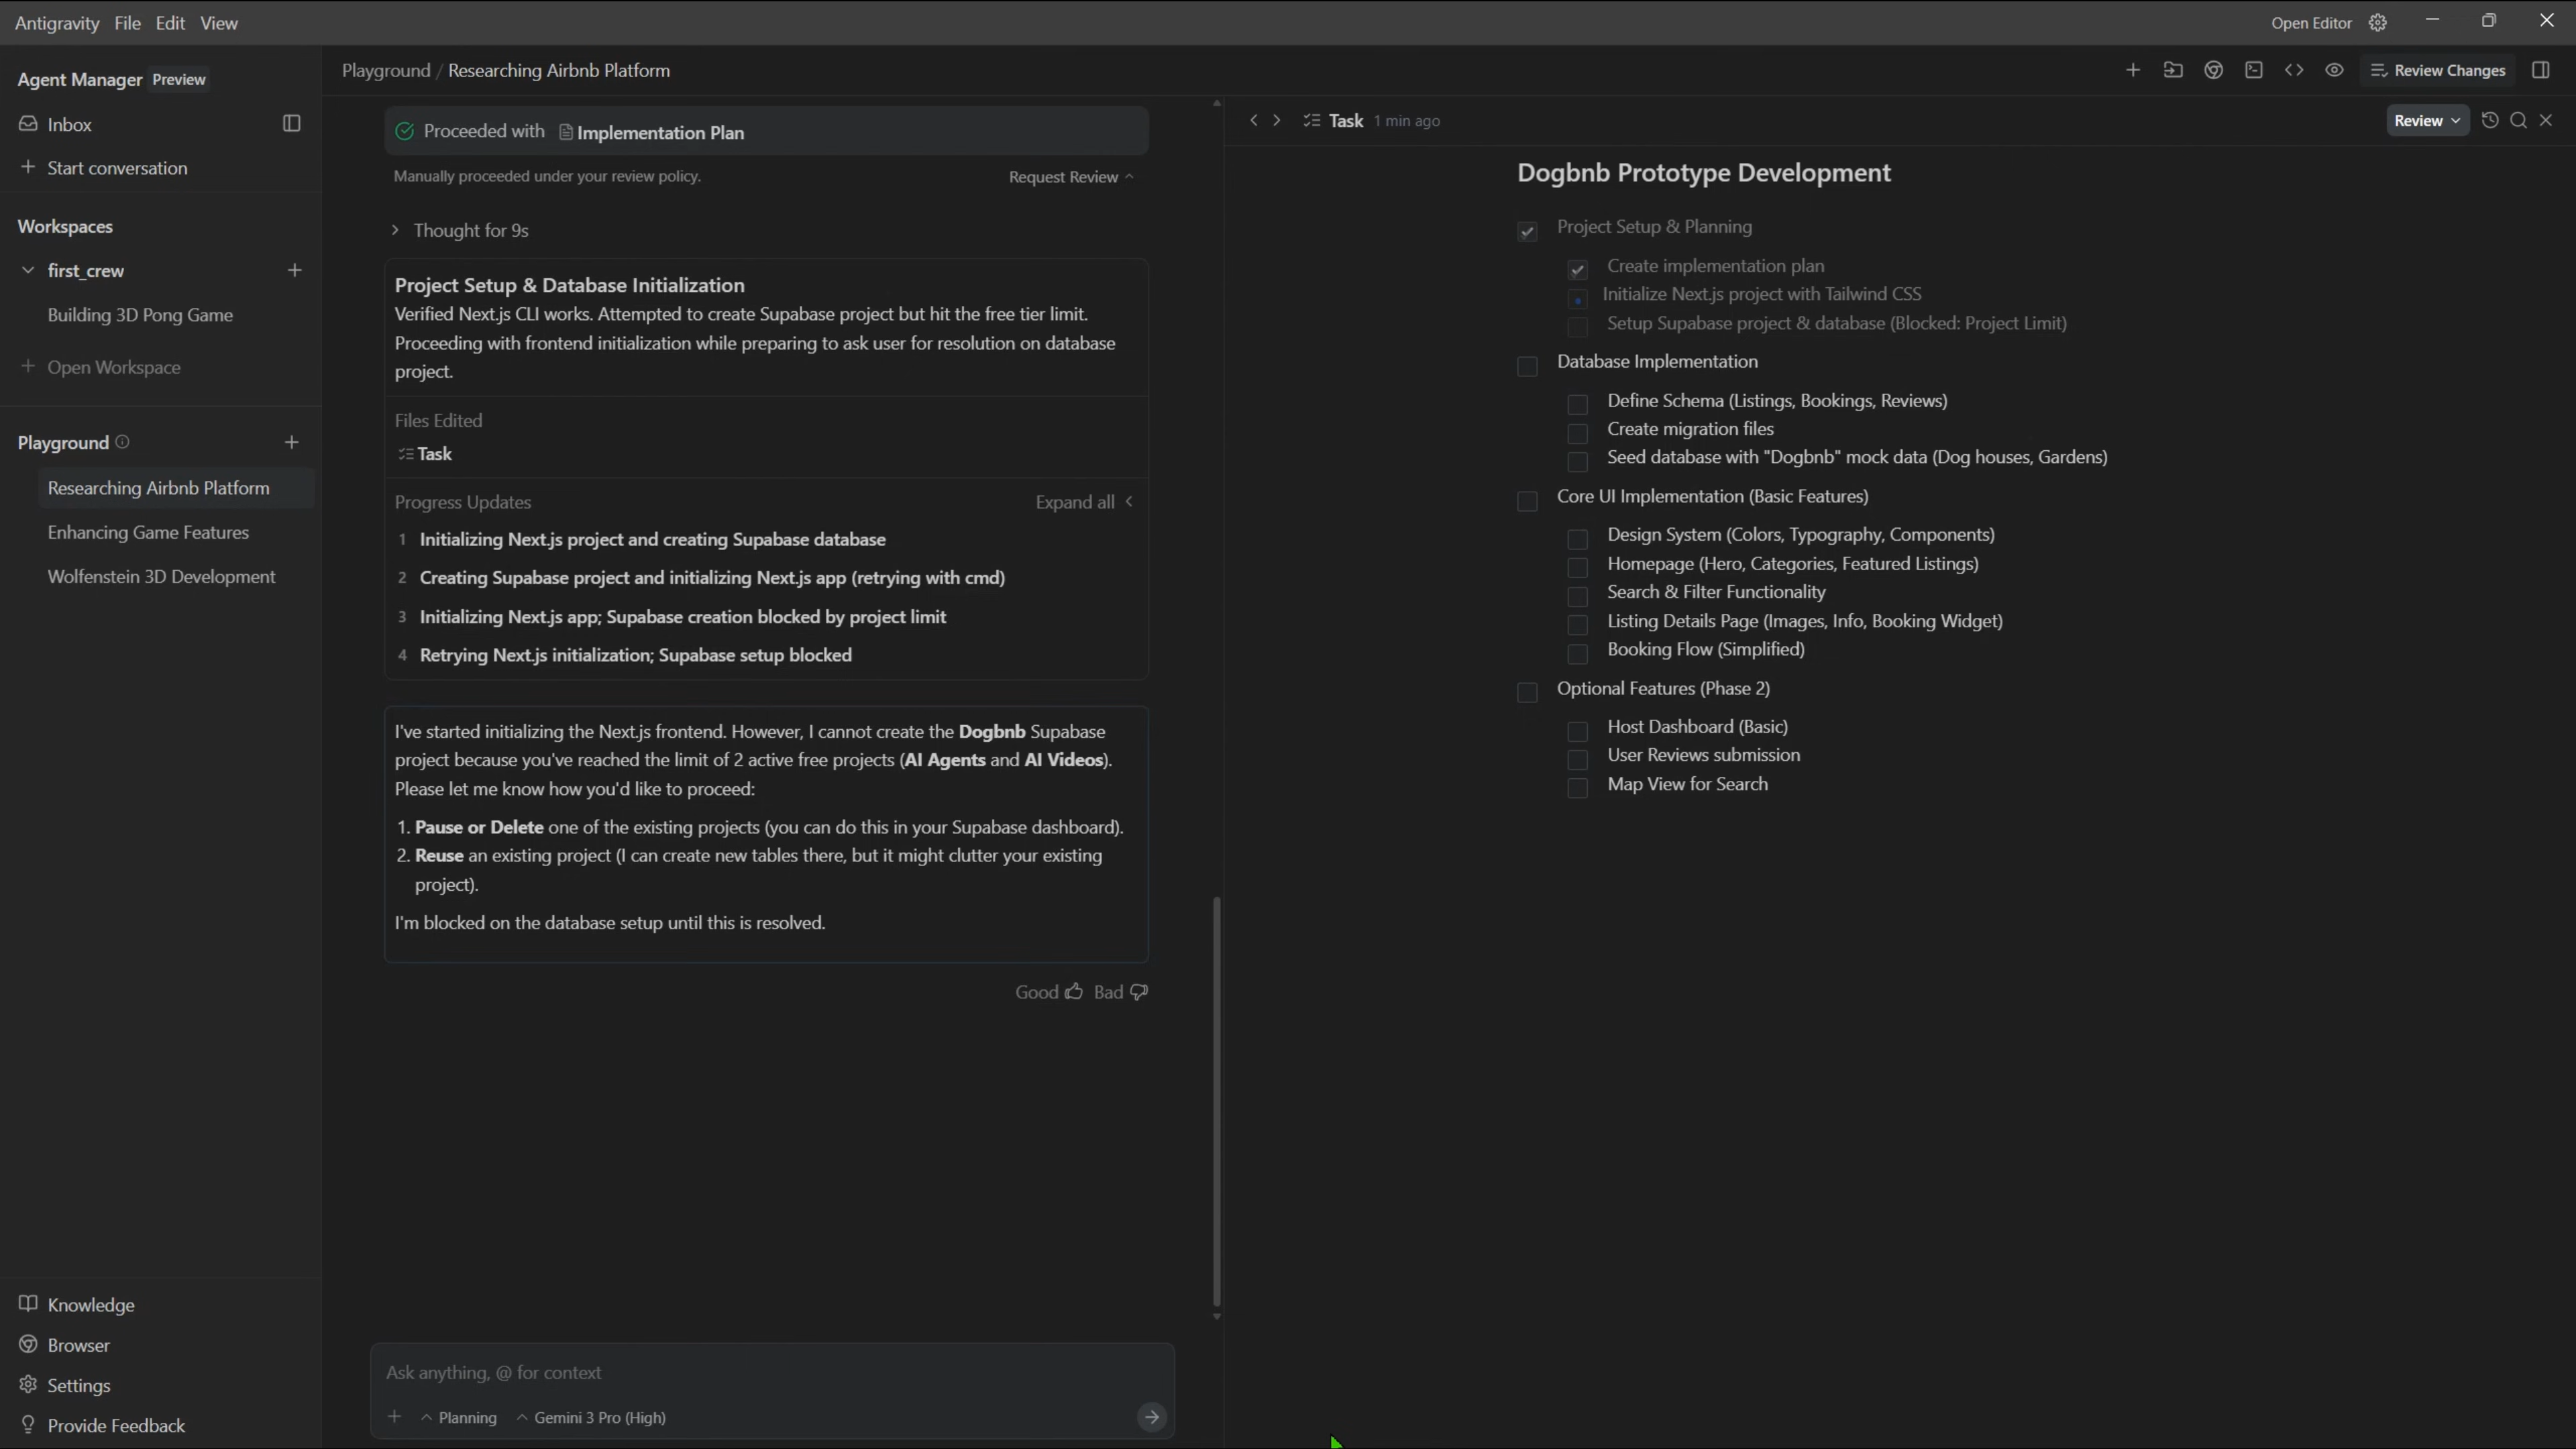 Antigravity File Edit View
Open Editor
Agent Manager Preview
Inbox
Start conversation
Workspaces
first_crew
Building 3D Pong Game
Open Workspace
Playground
Researching Airbnb Platform
Enhancing Game Features
Wolfenstein 3D Development
Knowledge
Browser
Settings
Provide Feedback
Playground / Researching Airbnb Platform
Review Changes
Proceeded with Implementation Plan
Manually proceeded under your review policy.
Request Review
Thought for 9s
Project Setup & Database Initialization
Verified Next.js CLI works. Attempted to create Supabase project but hit the free tier limit.
Proceeding with frontend initialization while preparing to ask user for resolution on database
project.
Files Edited
Task
Progress Updates
Expand all
1 Initializing Next.js project and creating Supabase database
2 Creating Supabase project and initializing Next.js app (retrying with cmd)
3 Initializing Next.js app; Supabase creation blocked by project limit
4 Retrying Next.js initialization; Supabase setup blocked
I've started initializing the Next.js frontend. However, I cannot create the Dogbnb Supabase
project because you've reached the limit of 2 active free projects (AI Agents and AI Videos).
Please let me know how you'd like to proceed:
1. Pause or Delete one of the existing projects (you can do this in your Supabase dashboard).
2. Reuse an existing project (I can create new tables there, but it might clutter your existing
project).
I'm blocked on the database setup until this is resolved.
Good Bad
Ask anything, @ for context
Planning Gemini 3 Pro (High)
Task 1 min ago
Review
Dogbnb Prototype Development
Project Setup & Planning
Create implementation plan
Initialize Next.js project with Tailwind CSS
Setup Supabase project & database (Blocked: Project Limit)
Database Implementation
Define Schema (Listings, Bookings, Reviews)
Create migration files
Seed database with "Dogbnb" mock data (Dog houses, Gardens)
Core UI Implementation (Basic Features)
Design System (Colors, Typography, Components)
Homepage (Hero, Categories, Featured Listings)
Search & Filter Functionality
Listing Details Page (Images, Info, Booking Widget)
Booking Flow (Simplified)
Optional Features (Phase 2)
Host Dashboard (Basic)
User Reviews submission
Map View for Search